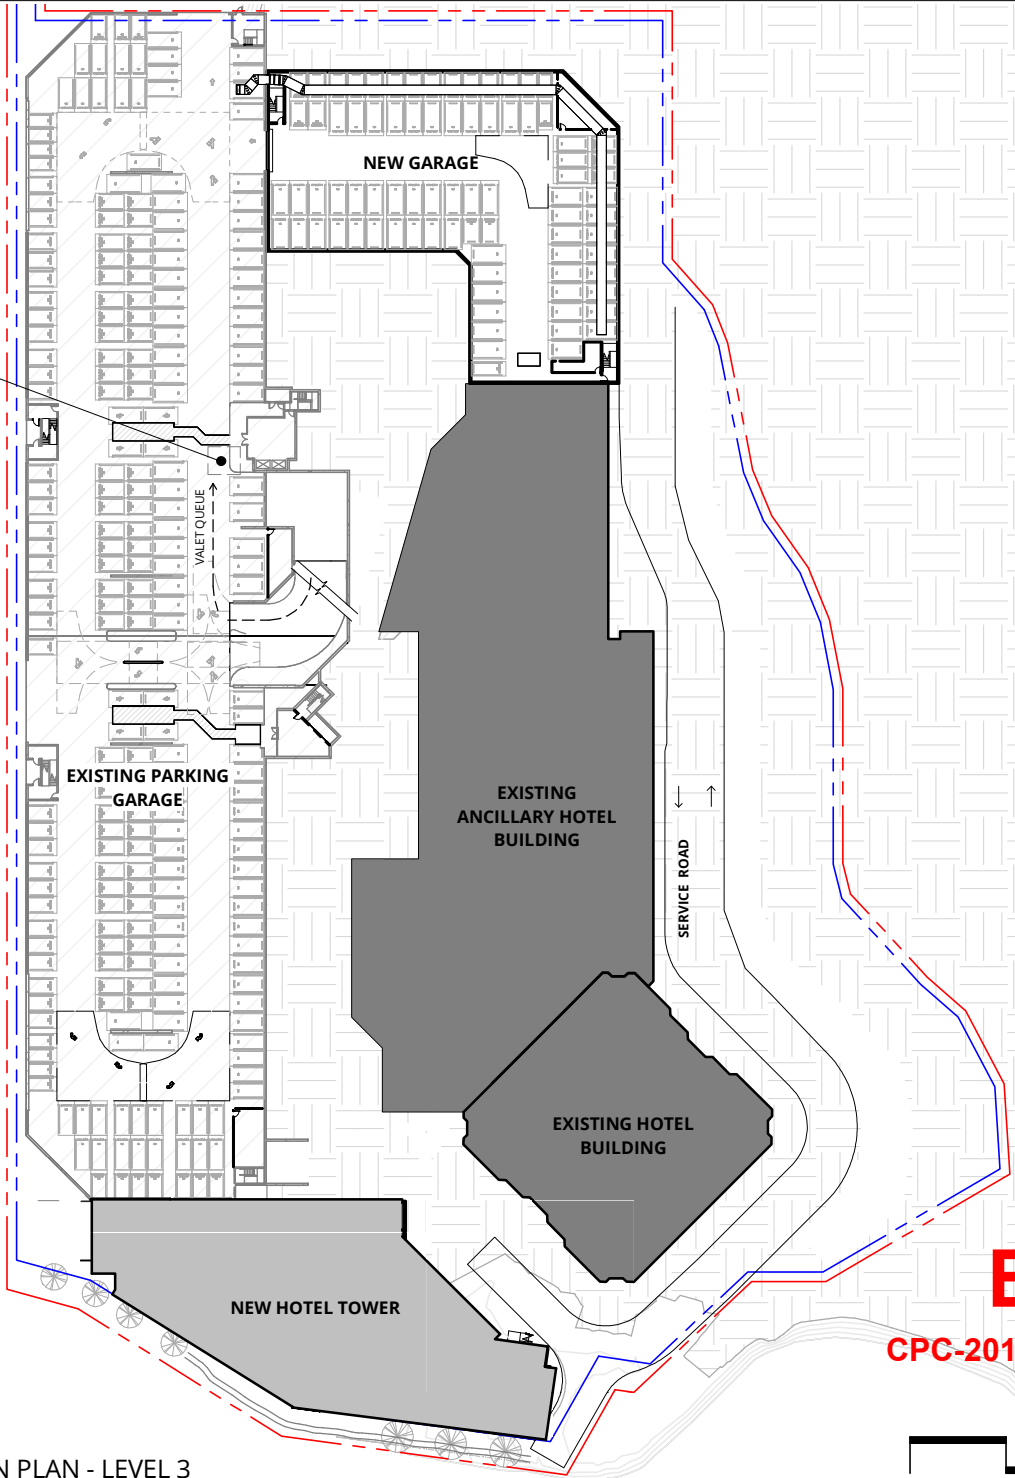 NEW GARAGE
VALET QUEUE
EXISTING PARKING
GARAGE
EXISTING
ANCILLARY HOTEL
BUILDING
SERVICE ROAD
EXISTING HOTEL
BUILDING
NEW HOTEL TOWER
E
CPC-201
N PLAN - LEVEL 3